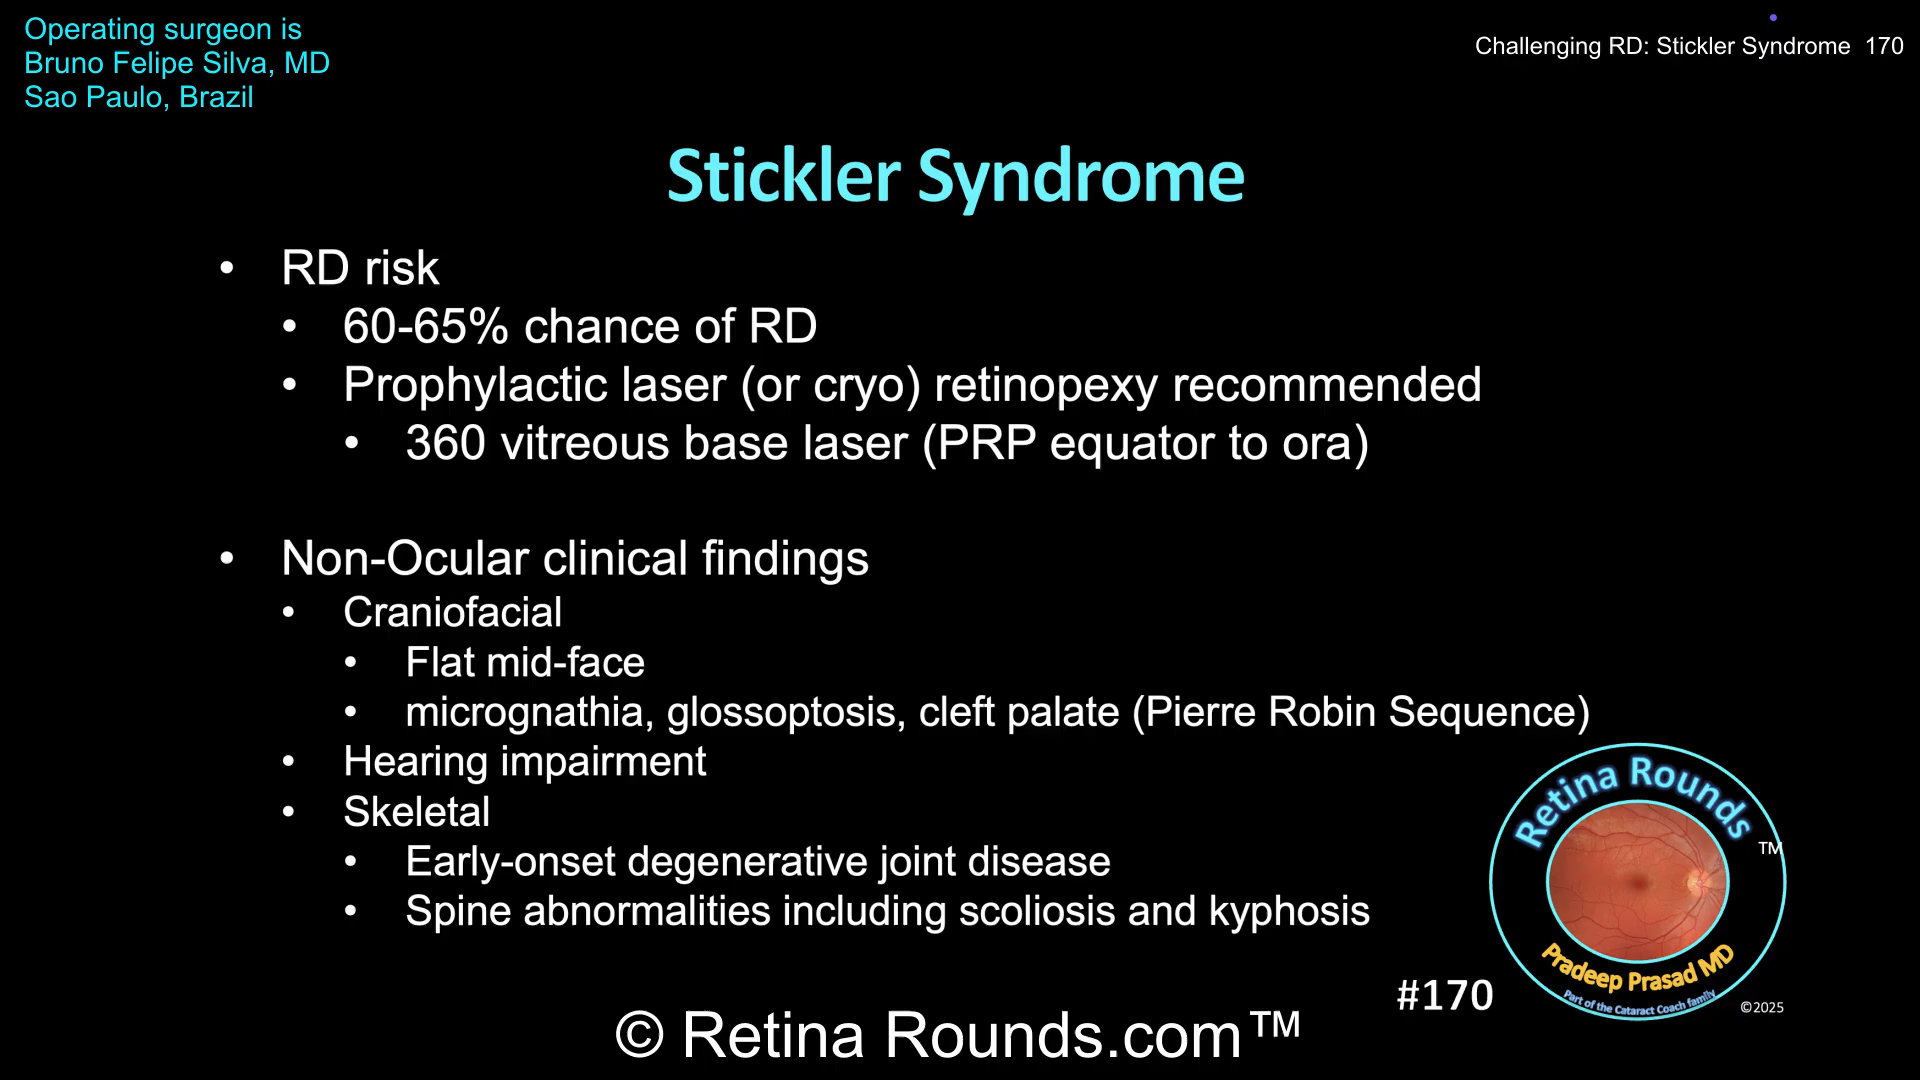 Operating surgeon is
Bruno Felipe Silva, MD
Sao Paulo, Brazil
Challenging RD: Stickler Syndrome 170
Stickler Syndrome
• RD risk
• 60-65% chance of RD
• Prophylactic laser (or cryo) retinopexy recommended
• 360 vitreous base laser (PRP equator to ora)
• Non-Ocular clinical findings
• Craniofacial
• Flat mid-face
• micrognathia, glossoptosis, cleft palate (Pierre Robin Sequence)
• Hearing impairment
• Skeletal
• Early-onset degenerative joint disease
• Spine abnormalities including scoliosis and kyphosis
Retina Rounds
TM
Pradeep Prasad MD
Part of the Cataract Coach family
#170
©2025
© Retina Rounds.com™